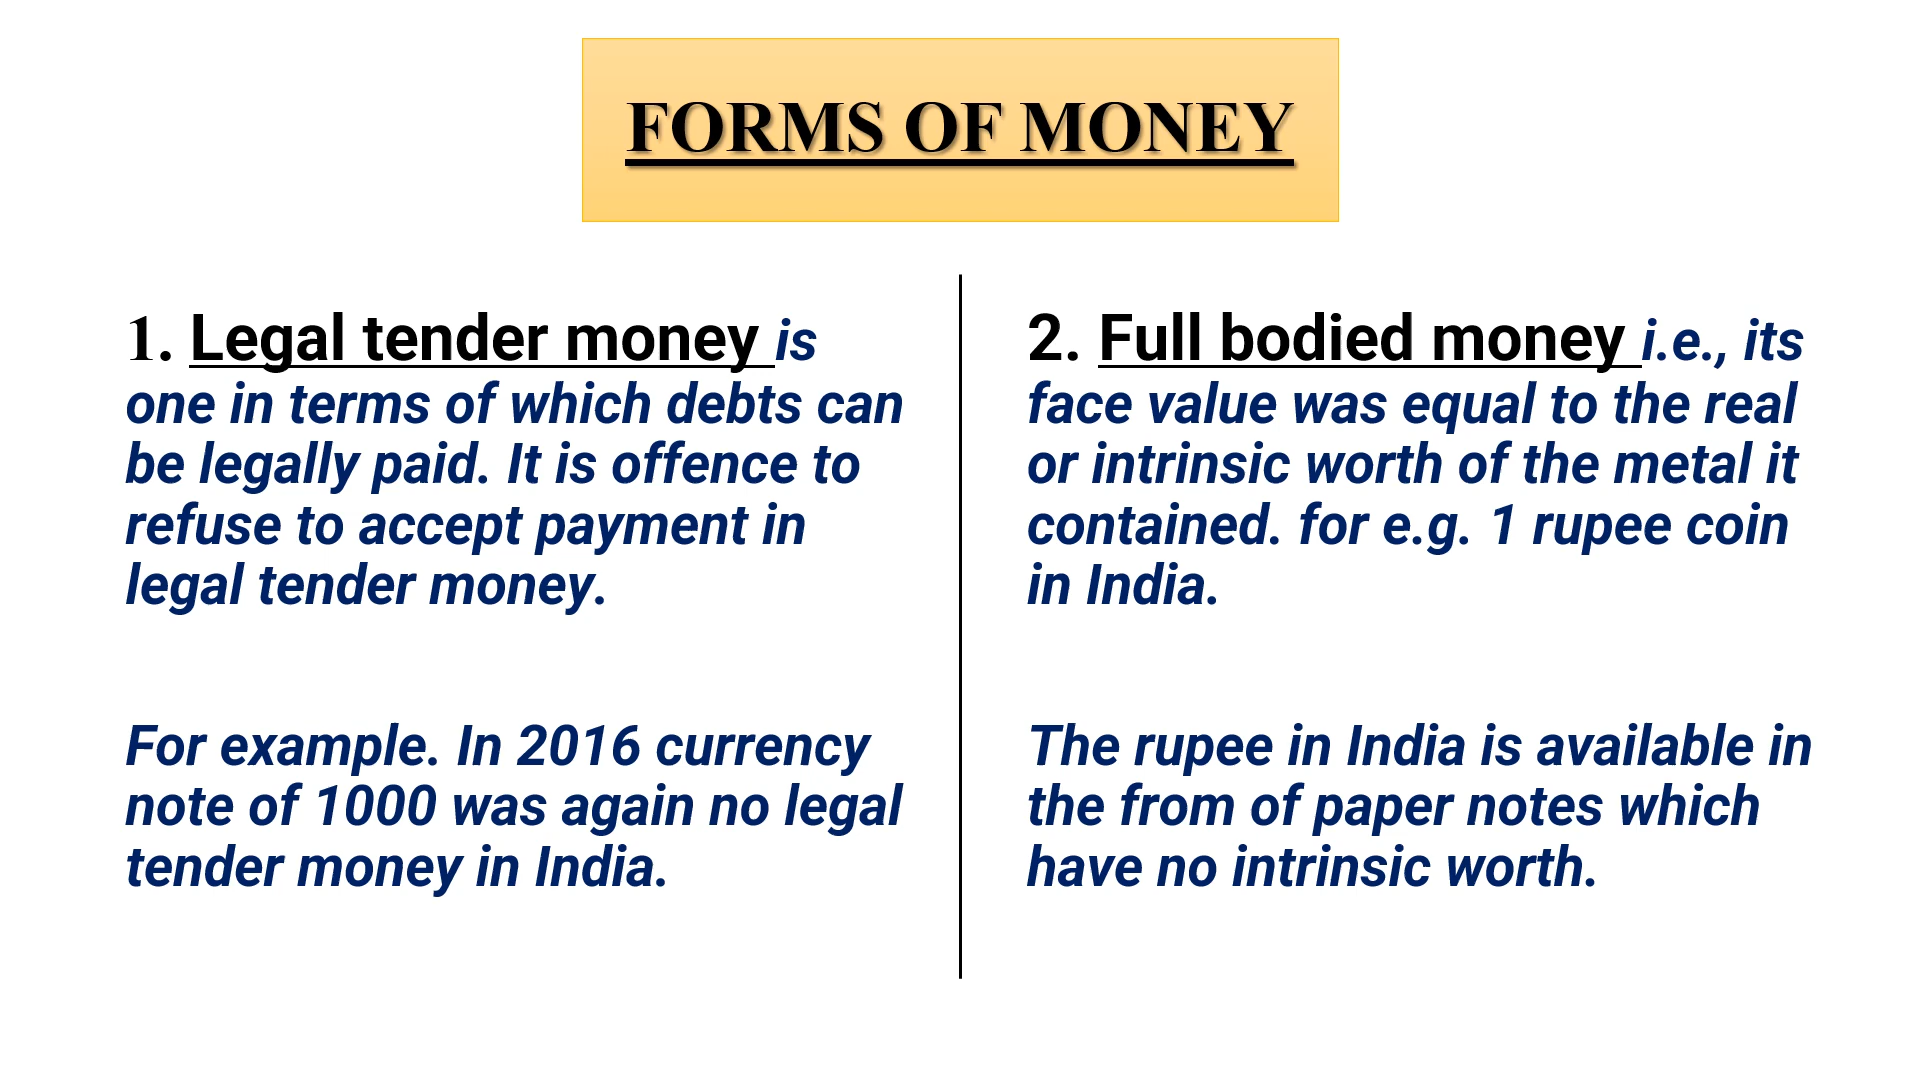 FORMS OF MONEY
1. Legal tender money is
one in terms of which debts can
be legally paid. It is offence to
refuse to accept payment in
legal tender money.
For example. In 2016 currency
note of 1000 was again no legal
tender money in India.
2. Full bodied money i.e., its
face value was equal to the real
or intrinsic worth of the metal it
contained. for e.g. 1 rupee coin
in India.
The rupee in India is available in
the from of paper notes which
have no intrinsic worth.